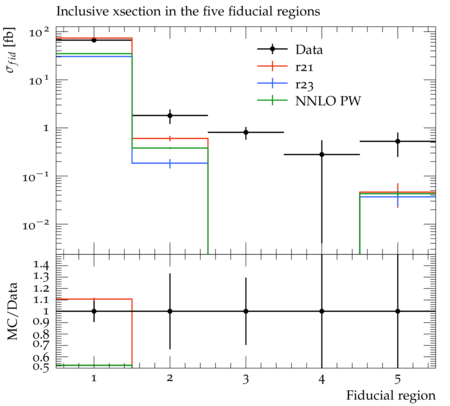 Inclusive xsection in the five fiducial regions
σfid [fb]
10²
10¹
1
10⁻¹
10⁻²
Data
r21
r23
NNLO PW
MC/Data
1.4
1.3
1.2
1.1
1
0.9
0.8
0.7
0.6
0.5
1 2 3 4 5
Fiducial region